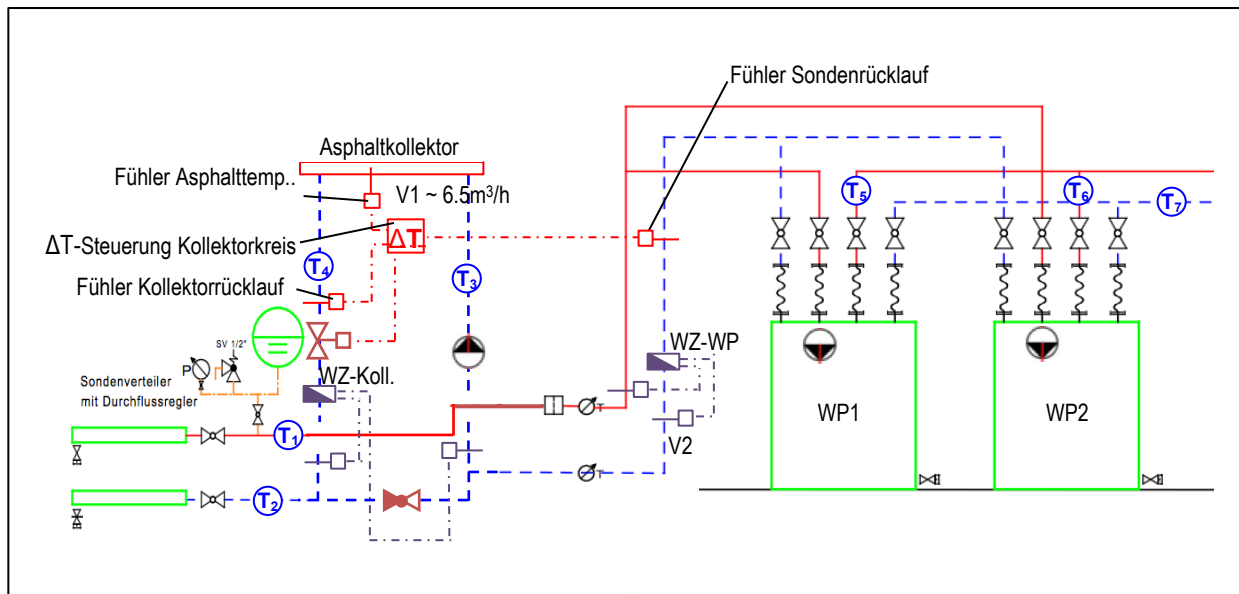 Fühler Sondenrücklauf
Asphaltkollektor
Fühler Asphalttemp..
V1 ~ 6.5m³/h
T5
T6
T7
ΔT-Steuerung Kollektorkreis
ΔT
T4
T3
Fühler Kollektorrücklauf
SV 1/2"
P
WZ-WP
WZ-Koll.
Sondenverteiler
mit Durchflussregler
WP1
WP2
T1
V2
T
T2
T